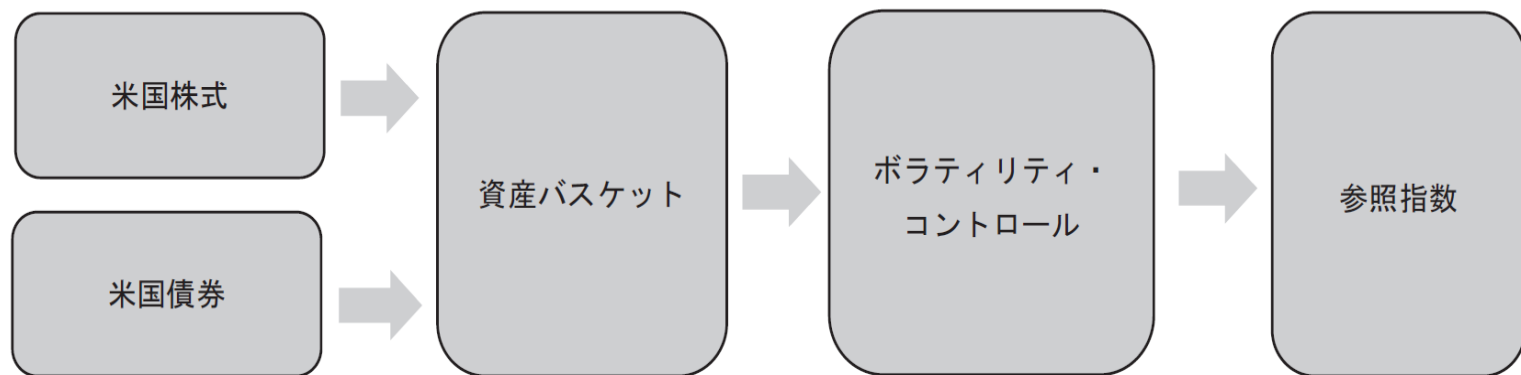 米国株式
米国債券
資産バスケット
ボラティリティ・
コントロール
参照指数